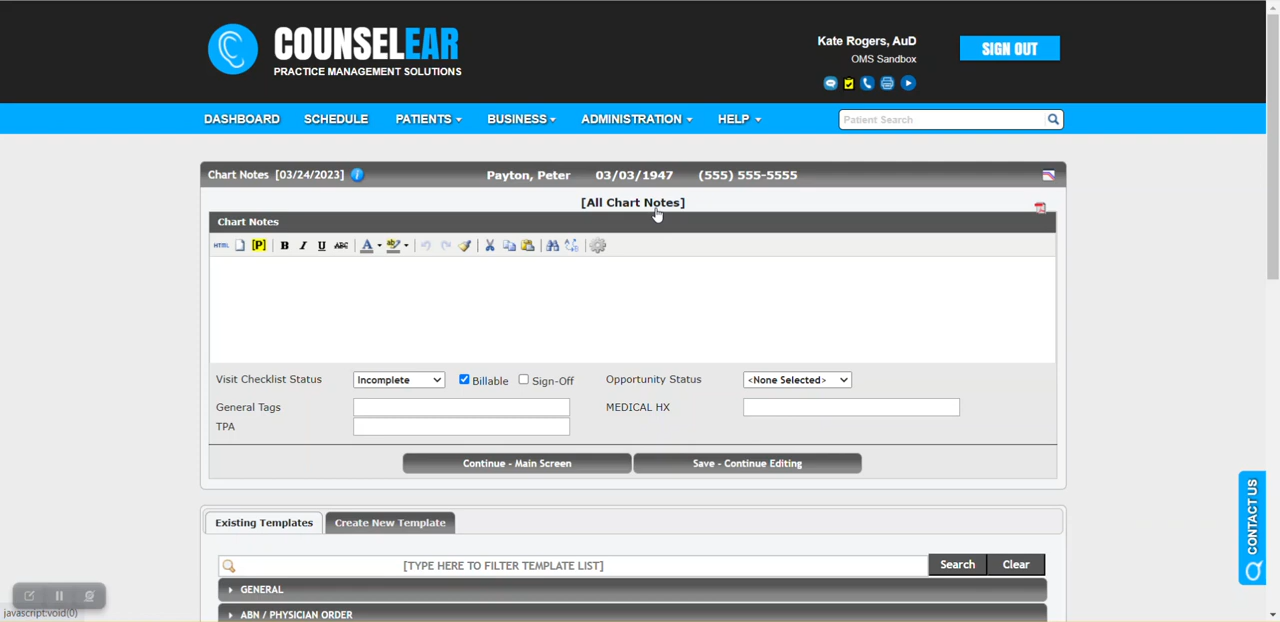 COUNSELEAR
PRACTICE MANAGEMENT SOLUTIONS
Kate Rogers, AuD
OMS Sandbox
SIGN OUT
DASHBOARD SCHEDULE PATIENTS BUSINESS ADMINISTRATION HELP Patient Search
Chart Notes [03/24/2023] Payton, Peter 03/03/1947 (555) 555-5555
[All Chart Notes]
Chart Notes
HTML [P] B I U ABC A ab
Visit Checklist Status Incomplete Billable Sign-Off Opportunity Status <None Selected>
General Tags MEDICAL HX
TPA
Continue - Main Screen Save - Continue Editing
Existing Templates Create New Template
[TYPE HERE TO FILTER TEMPLATE LIST] Search Clear
GENERAL
ABN / PHYSICIAN ORDER
CONTACT US
javascript:void(0)